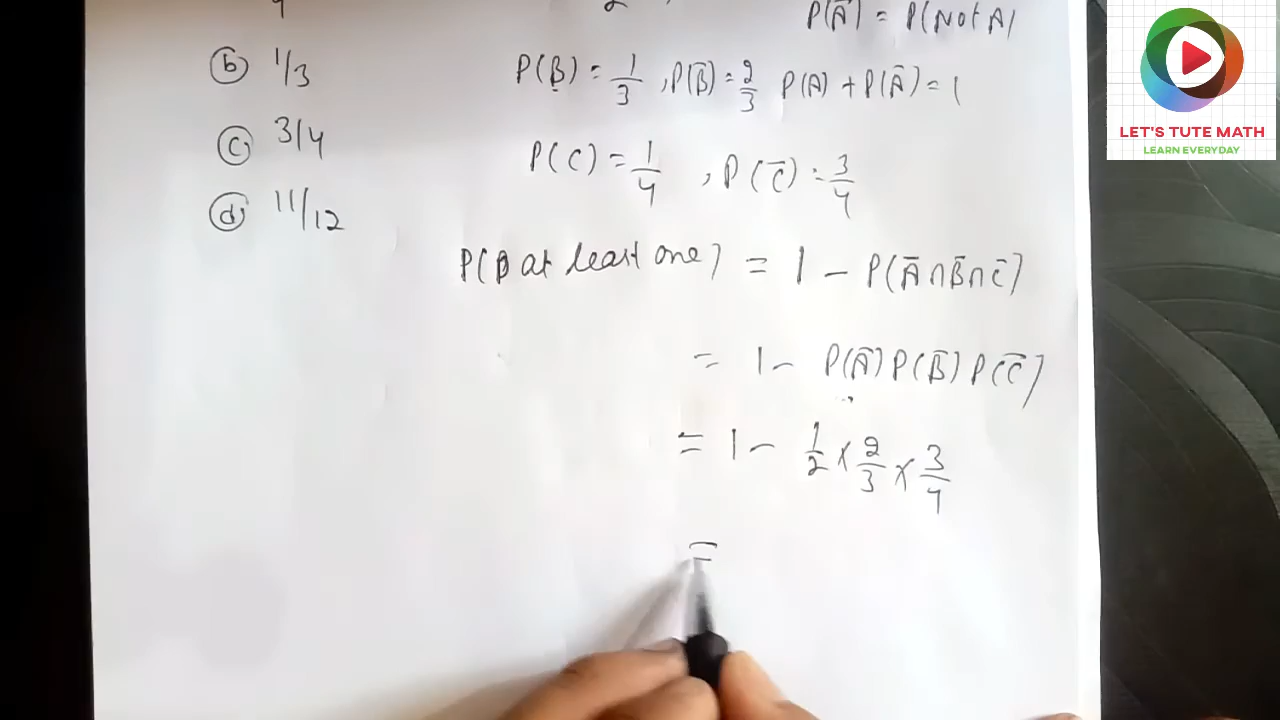 P(Ā) = P(Not A)
ⓑ 1/3
P(B) = 1/3 , P(B̄) = 2/3 P(A) + P(Ā) = 1
ⓒ 3/4
P(C) = 1/4 , P(C̄) = 3/4
ⓓ 11/12
P(B at least one) = 1 - P(Ā∩B̄∩C̄)
= 1 - P(Ā) P(B̄) P(C̄)
= 1 - 1/2 × 2/3 × 3/4
=
LET'S TUTE MATH
LEARN EVERYDAY